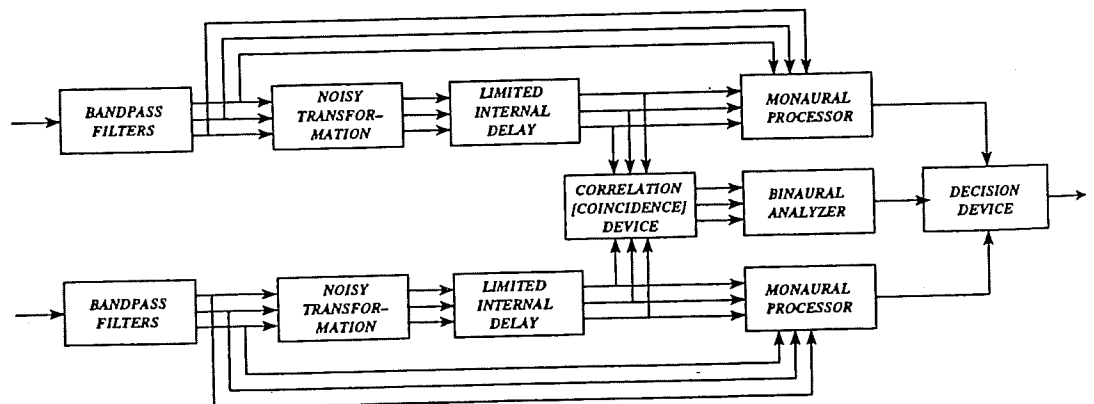 BANDPASS
FILTERS
NOISY
TRANSFOR-
MATION
LIMITED
INTERNAL
DELAY
MONAURAL
PROCESSOR
CORRELATION
[COINCIDENCE]
DEVICE
BINAURAL
ANALYZER
DECISION
DEVICE
BANDPASS
FILTERS
NOISY
TRANSFOR-
MATION
LIMITED
INTERNAL
DELAY
MONAURAL
PROCESSOR